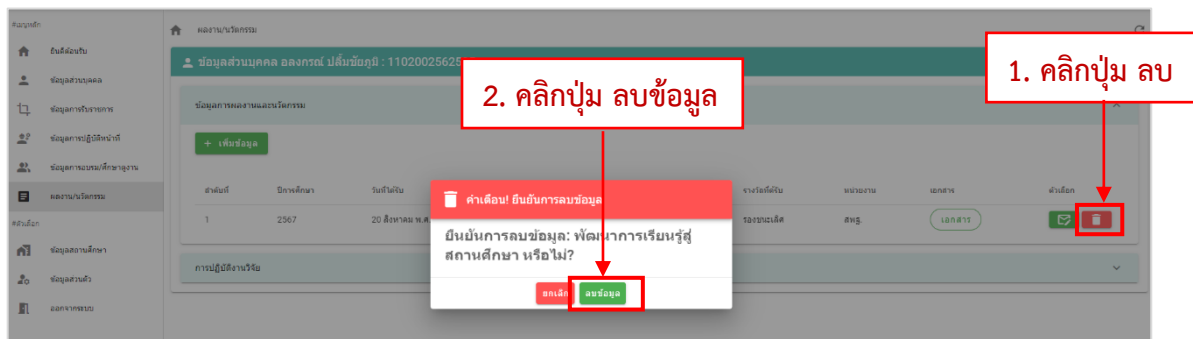 #เมนูหลัก
ยินดีต้อนรับ
ข้อมูลส่วนบุคคล
ข้อมูลการรับราชการ
ข้อมูลการปฏิบัติหน้าที่
ข้อมูลการอบรม/ศึกษาดูงาน
ผลงาน/นวัตกรรม
#ตัวเลือก
ข้อมูลสถานศึกษา
ข้อมูลส่วนตัว
ออกจากระบบ
ผลงาน/นวัตกรรม
ข้อมูลส่วนบุคคล อลงกรณ์ ปลื้มชัยภูมิ : 11020025625
1. คลิกปุ่ม ลบ
2. คลิกปุ่ม ลบข้อมูล
ข้อมูลการผลงานและนวัตกรรม
+ เพิ่มข้อมูล
ลำดับที่ ปีการศึกษา วันที่ได้รับ รางวัลที่ได้รับ หน่วยงาน เอกสาร ตัวเลือก
1 2567 20 สิงหาคม พ.ศ. รองชนะเลิศ สพฐ. เอกสาร
คำเตือน! ยืนยันการลบข้อมูล
ยืนยันการลบข้อมูล: พัฒนาการเรียนรู้สู่
สถานศึกษา หรือไม่?
ยกเลิก ลบข้อมูล
การปฏิบัติงานวิจัย